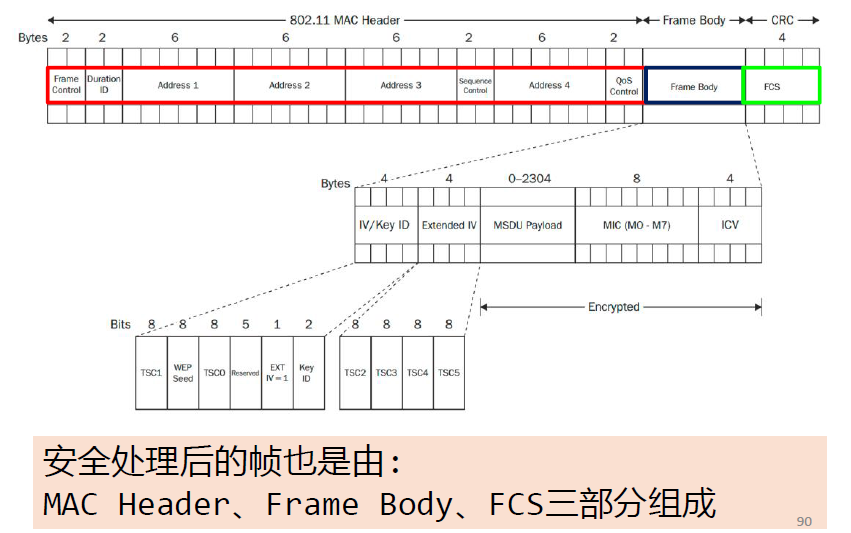 802.11 MAC Header Frame Body CRC
Bytes 2 2 6 6 6 2 6 2 4
Frame Control Duration ID Address 1 Address 2 Address 3 Sequence Control Address 4 QoS Control Frame Body FCS
Bytes 4 4 0–2304 8 4
IV/Key ID Extended IV MSDU Payload MIC (M0 - M7) ICV
Encrypted
Bits 8 8 8 5 1 2 8 8 8 8
TSC1 WEP Seed TSC0 Reserved EXT IV = 1 Key ID TSC2 TSC3 TSC4 TSC5
安全处理后的帧也是由:
MAC Header、Frame Body、FCS三部分组成
90